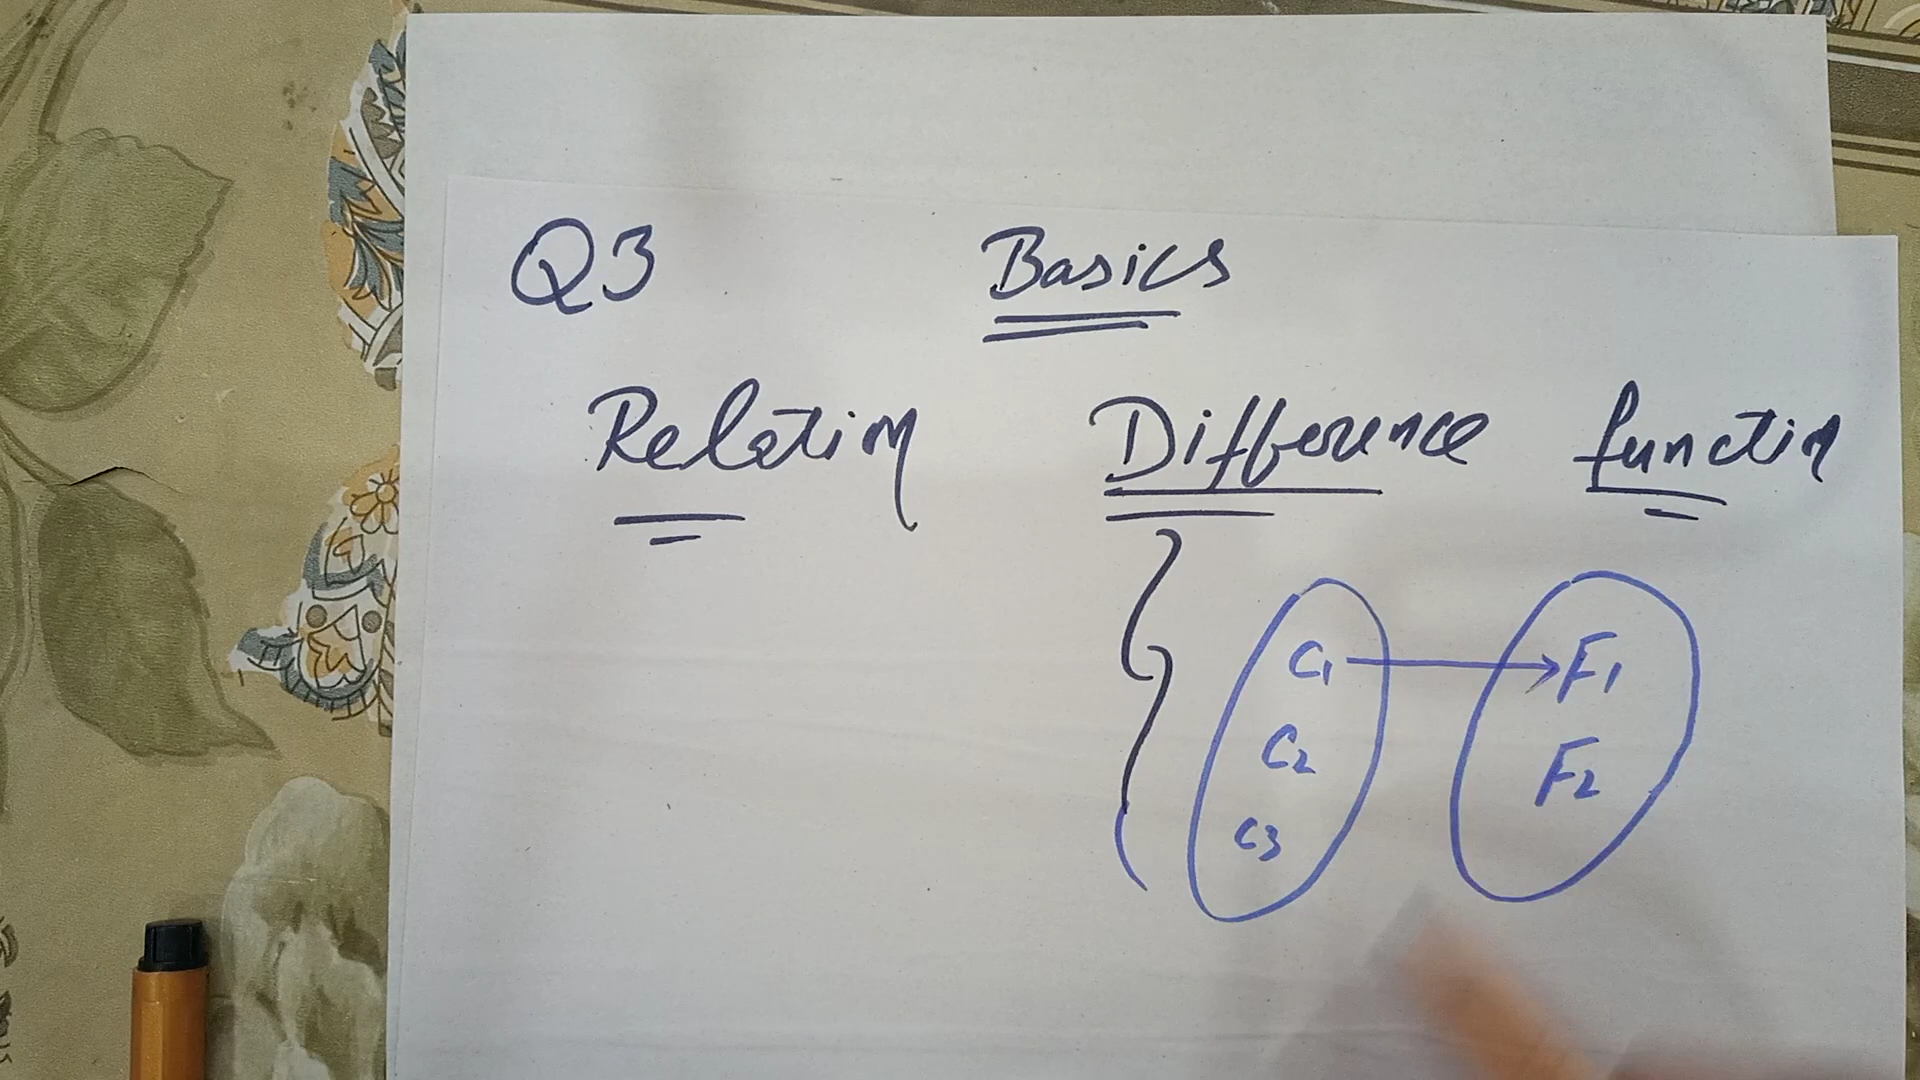 Q3 Basics
Relation Difference function
C1 → F1
C2 F2
C3